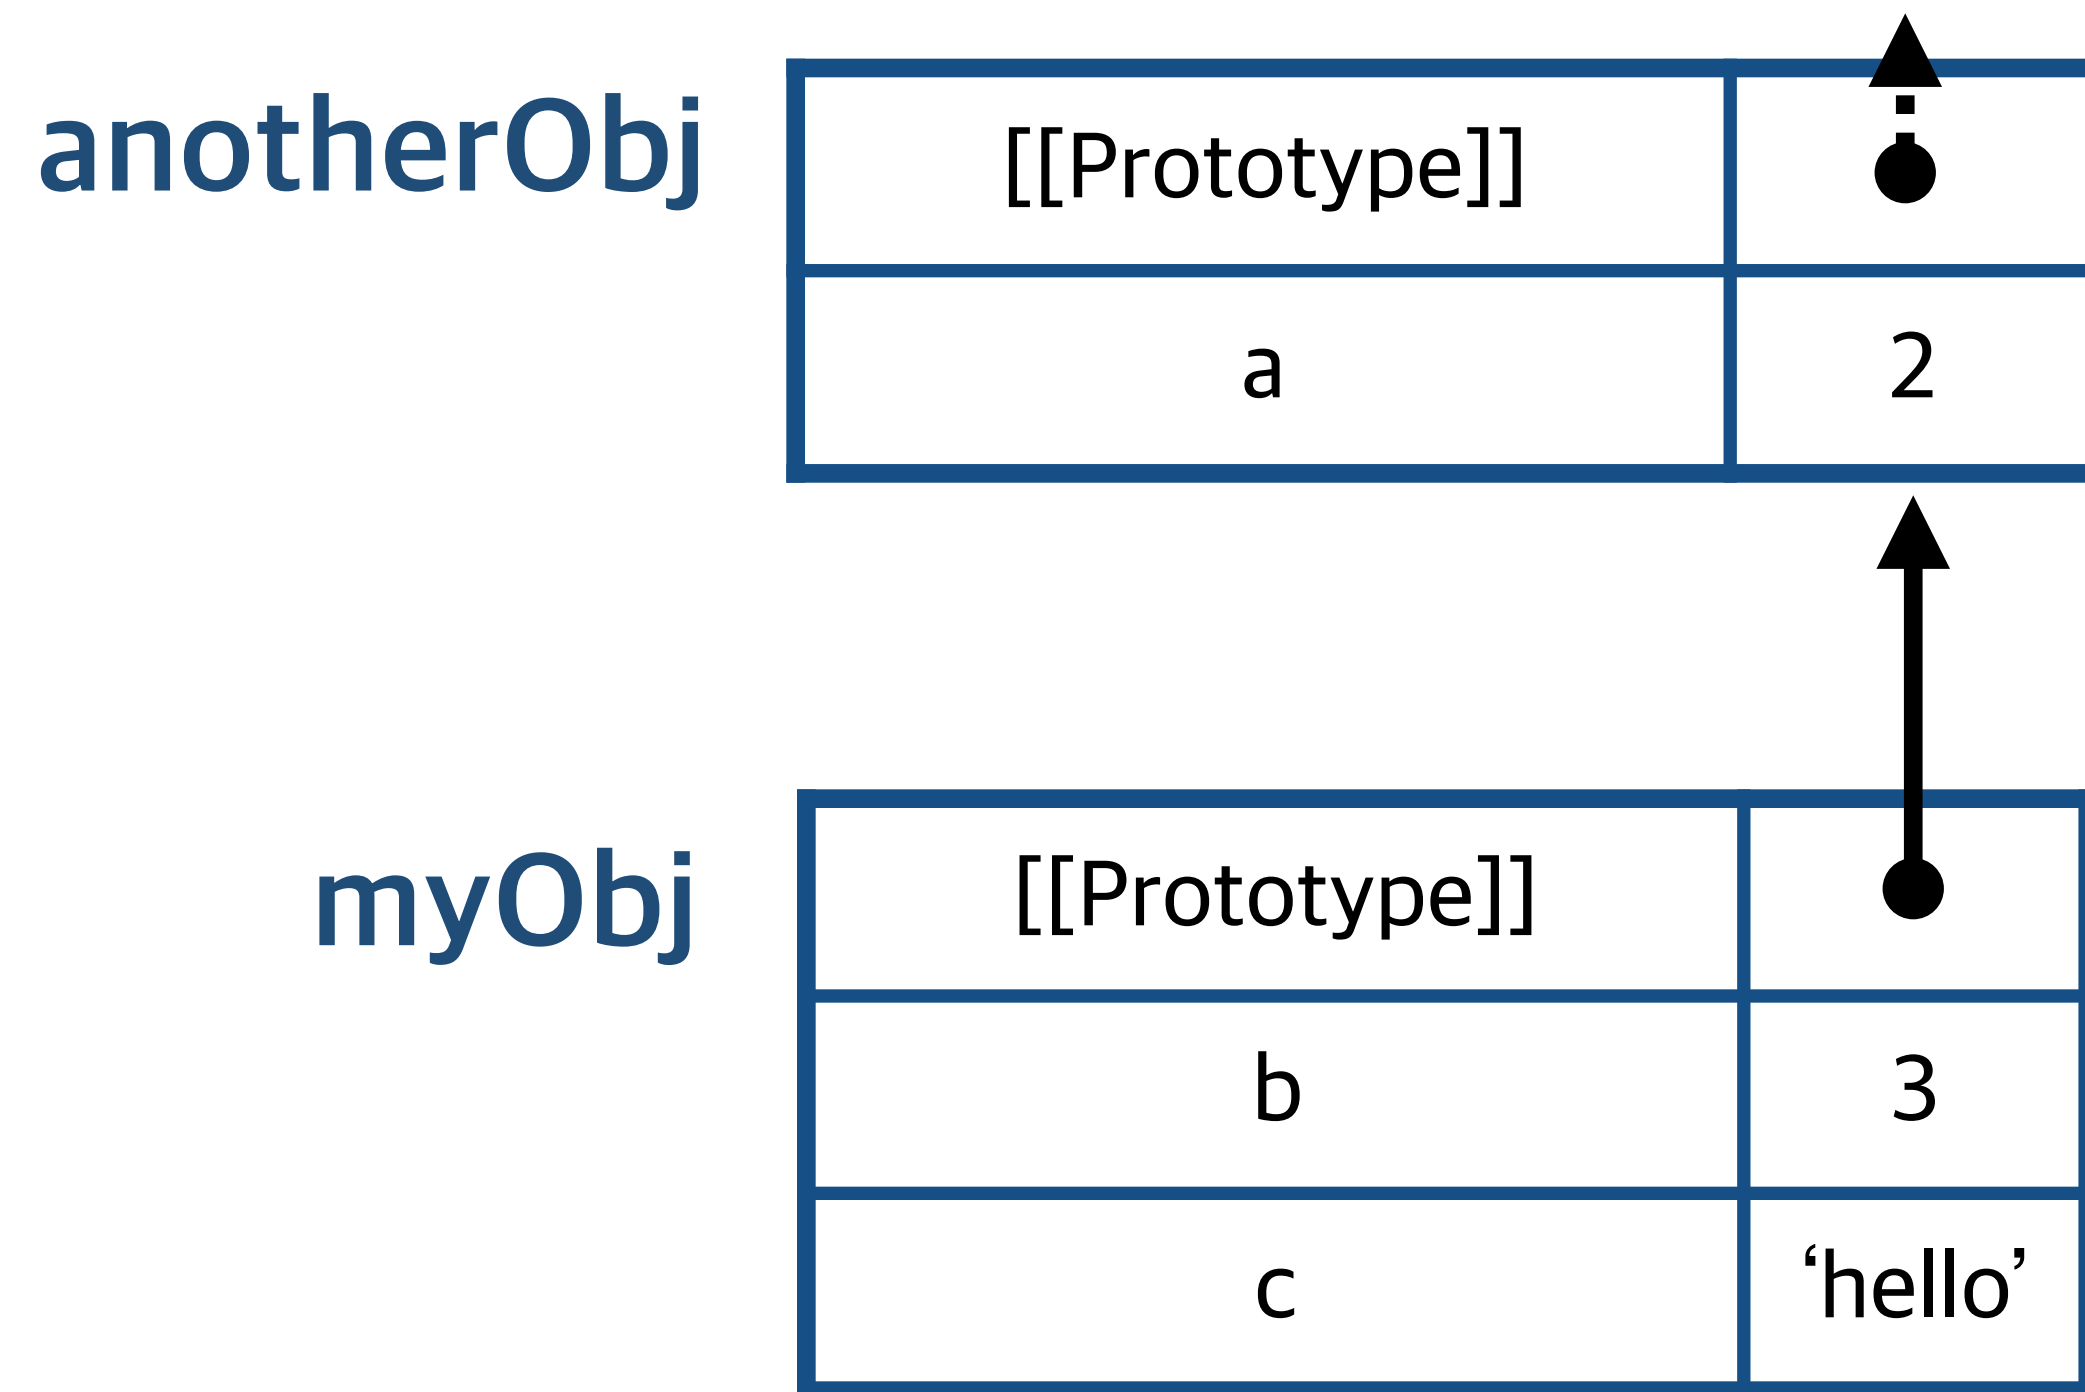 anotherObj [[Prototype]]
a 2
myObj [[Prototype]]
b 3
c ‘hello’